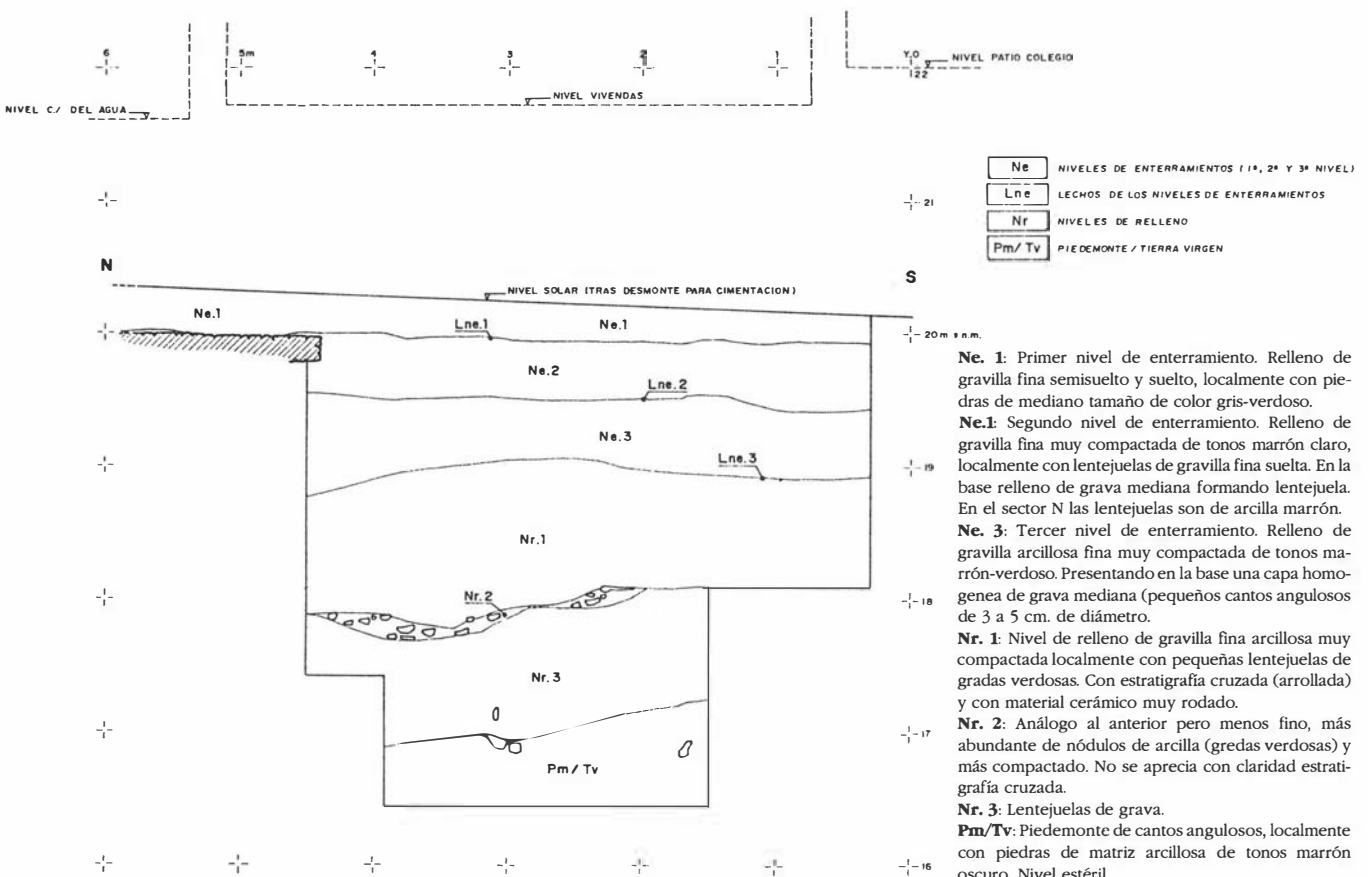 6
5m
4
3
2
1
Y.0
22
NIVEL PATIO COLEGIO
NIVEL VIVENDAS
NIVEL C/ DEL AGUA
21
Ne NIVELES DE ENTERRAMIENTOS (1º, 2º Y 3º NIVEL)
Lne LECHOS DE LOS NIVELES DE ENTERRAMIENTOS
Nr NIVELES DE RELLENO
Pm/ Tv PIEDEMONTE / TIERRA VIRGEN
N
S
NIVEL SOLAR (TRAS DESMONTE PARA CIMENTACION)
Ne.1
Lne.1
Ne.1
20 m s n.m.
Ne.2
Lne.2
Ne.3
Lne.3
19
Nr.1
Nr.2
18
Nr.3
17
Pm/ Tv
16
Ne. 1: Primer nivel de enterramiento. Relleno de
gravilla fina semisuelto y suelto, localmente con pie-
dras de mediano tamaño de color gris-verdoso.
Ne.1: Segundo nivel de enterramiento. Relleno de
gravilla fina muy compactada de tonos marrón claro,
localmente con lentejuelas de gravilla fina suelta. En la
base relleno de grava mediana formando lentejuela.
En el sector N las lentejuelas son de arcilla marrón.
Ne. 3: Tercer nivel de enterramiento. Relleno de
gravilla arcillosa fina muy compactada de tonos ma-
rrón-verdoso. Presentando en la base una capa homo-
genea de grava mediana (pequeños cantos angulosos
de 3 a 5 cm. de diámetro.
Nr. 1: Nivel de relleno de gravilla fina arcillosa muy
compactada localmente con pequeñas lentejuelas de
gradas verdosas. Con estratigrafía cruzada (arrollada)
y con material cerámico muy rodado.
Nr. 2: Análogo al anterior pero menos fino, más
abundante de nódulos de arcilla (gredas verdosas) y
más compactado. No se aprecia con claridad estrati-
grafía cruzada.
Nr. 3: Lentejuelas de grava.
Pm/Tv: Piedemonte de cantos angulosos, localmente
con piedras de matriz arcillosa de tonos marrón
oscuro. Nivel estéril.